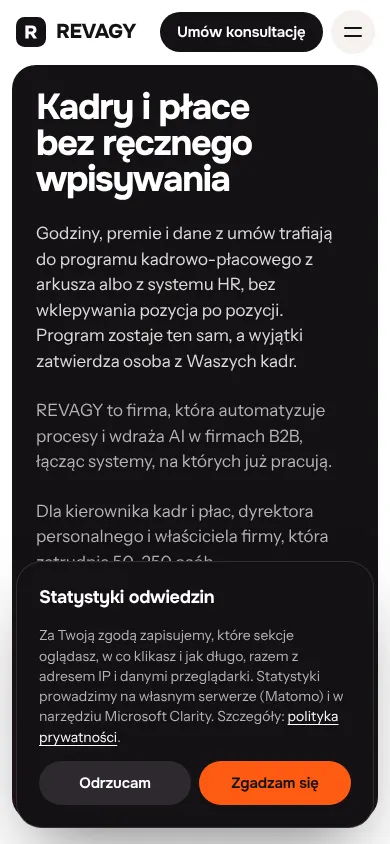 R REVAGY
Umów konsultację
Kadry i płace
bez ręcznego
wpisywania
Godziny, premie i dane z umów trafiają
do programu kadrowo-płacowego z
arkusza albo z systemu HR, bez
wklepywania pozycja po pozycji.
Program zostaje ten sam, a wyjątki
zatwierdza osoba z Waszych kadr.
REVAGY to firma, która automatyzuje
procesy i wdraża AI w firmach B2B,
łącząc systemy, na których już pracują.
Dla kierownika kadr i płac, dyrektora
personalnego i właściciela firmy, która
zatrudnia 50-250 osób
Statystyki odwiedzin
Za Twoją zgodą zapisujemy, które sekcje
oglądasz, w co klikasz i jak długo, razem z
adresem IP i danymi przeglądarki. Statystyki
prowadzimy na własnym serwerze (Matomo) i w
narzędziu Microsoft Clarity. Szczegóły: polityka
prywatności.
Odrzucam
Zgadzam się